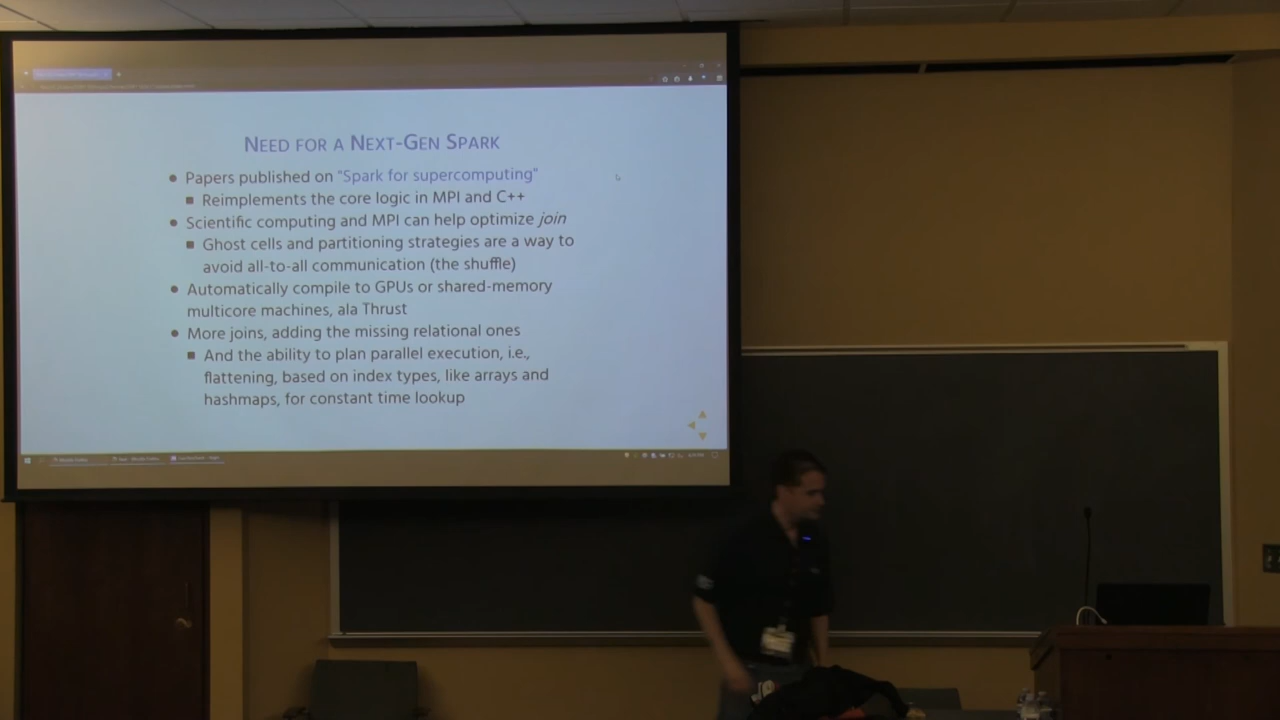 NEED FOR A NEXT-GEN SPARK
• Papers published on "Spark for supercomputing"
▪ Reimplements the core logic in MPI and C++
• Scientific computing and MPI can help optimize join
▪ Ghost cells and partitioning strategies are a way to
avoid all-to-all communication (the shuffle)
• Automatically compile to GPUs or shared-memory
multicore machines, ala Thrust
• More joins, adding the missing relational ones
▪ And the ability to plan parallel execution, i.e.,
flattening, based on index types, like arrays and
hashmaps, for constant time lookup